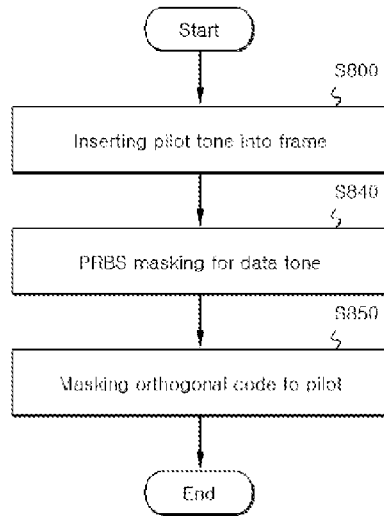 Start
S800
Inserting pilot tone into frame
S840
PRBS masking for data tone
S850
Masking orthogonal code to pilot
End